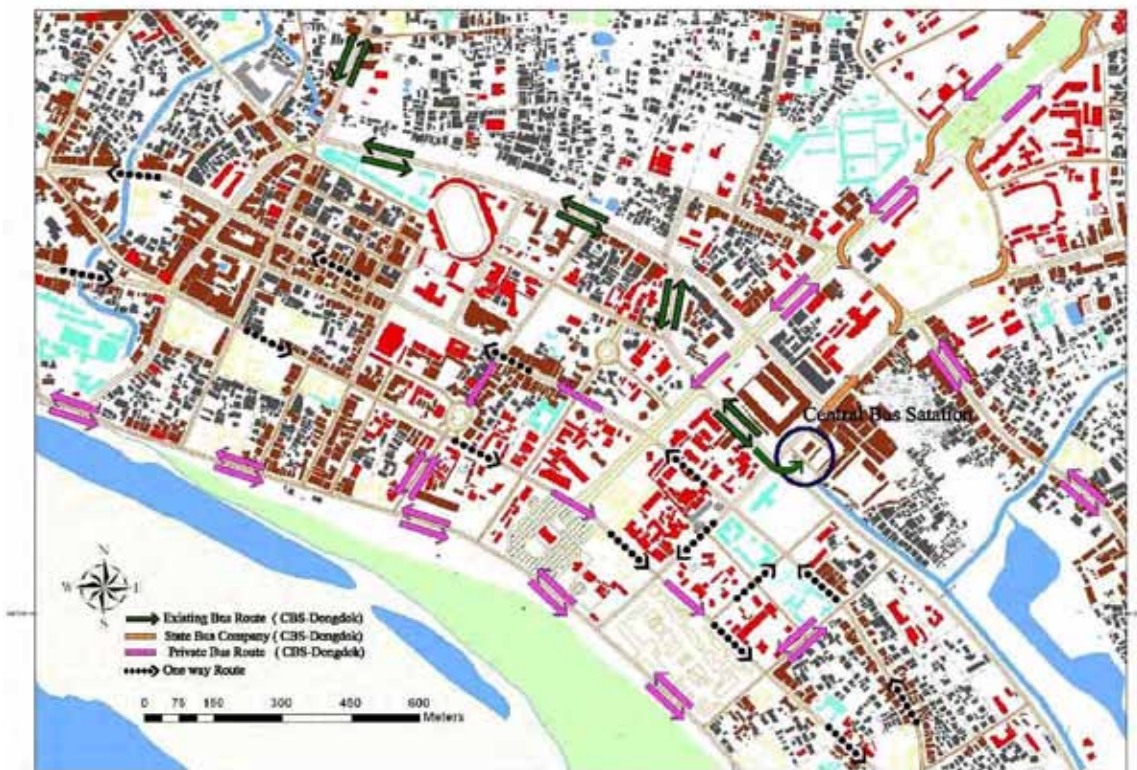 Central Bus Satation
N
W E
S
Existing Bus Route ( CBS-Dongdok)
State Bus Company ( CBS-Dongdok)
Private Bus Route ( CBS-Dongdok)
One way Route
0 75 150 300 450 600
Meters